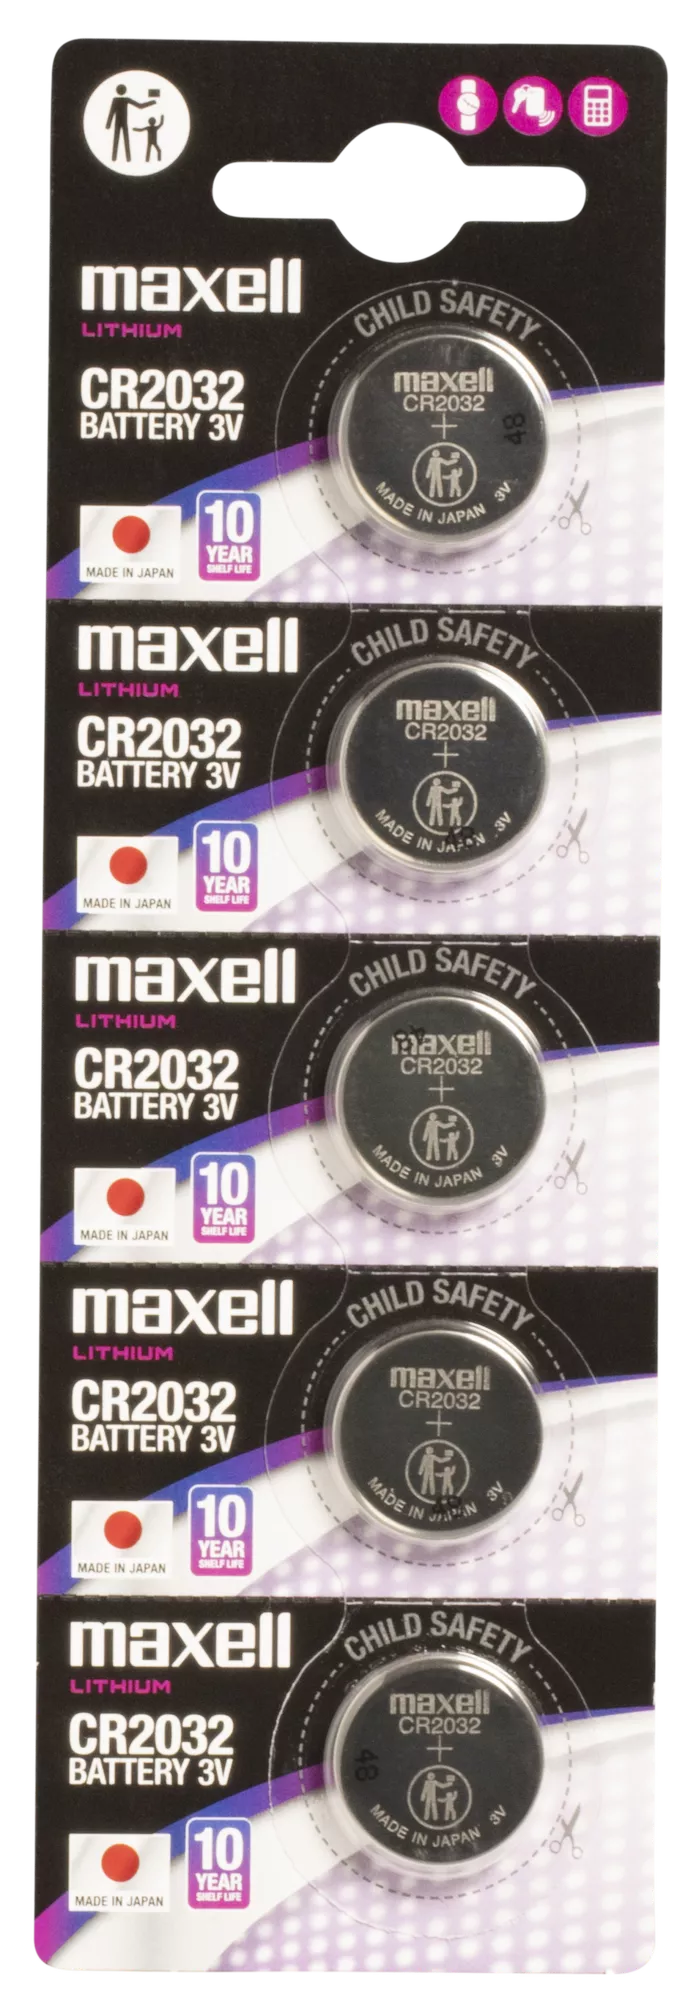 maxell
LITHIUM
CR2032
BATTERY 3V
MADE IN JAPAN
10
YEAR
SHELF LIFE
CHILD SAFETY
maxell
CR2032
+
48
MADE IN JAPAN 3V
maxell
LITHIUM
CR2032
BATTERY 3V
MADE IN JAPAN
10
YEAR
SHELF LIFE
CHILD SAFETY
maxell
CR2032
+
MADE IN JAPAN 3V
48
maxell
LITHIUM
CR2032
BATTERY 3V
MADE IN JAPAN
10
YEAR
SHELF LIFE
CHILD SAFETY
48
maxell
CR2032
+
MADE IN JAPAN 3V
maxell
LITHIUM
CR2032
BATTERY 3V
MADE IN JAPAN
10
YEAR
SHELF LIFE
CHILD SAFETY
maxell
CR2032
+
MADE IN JAPAN 3V
48
maxell
LITHIUM
CR2032
BATTERY 3V
MADE IN JAPAN
10
YEAR
SHELF LIFE
CHILD SAFETY
maxell
CR2032
+
48
MADE IN JAPAN 3V